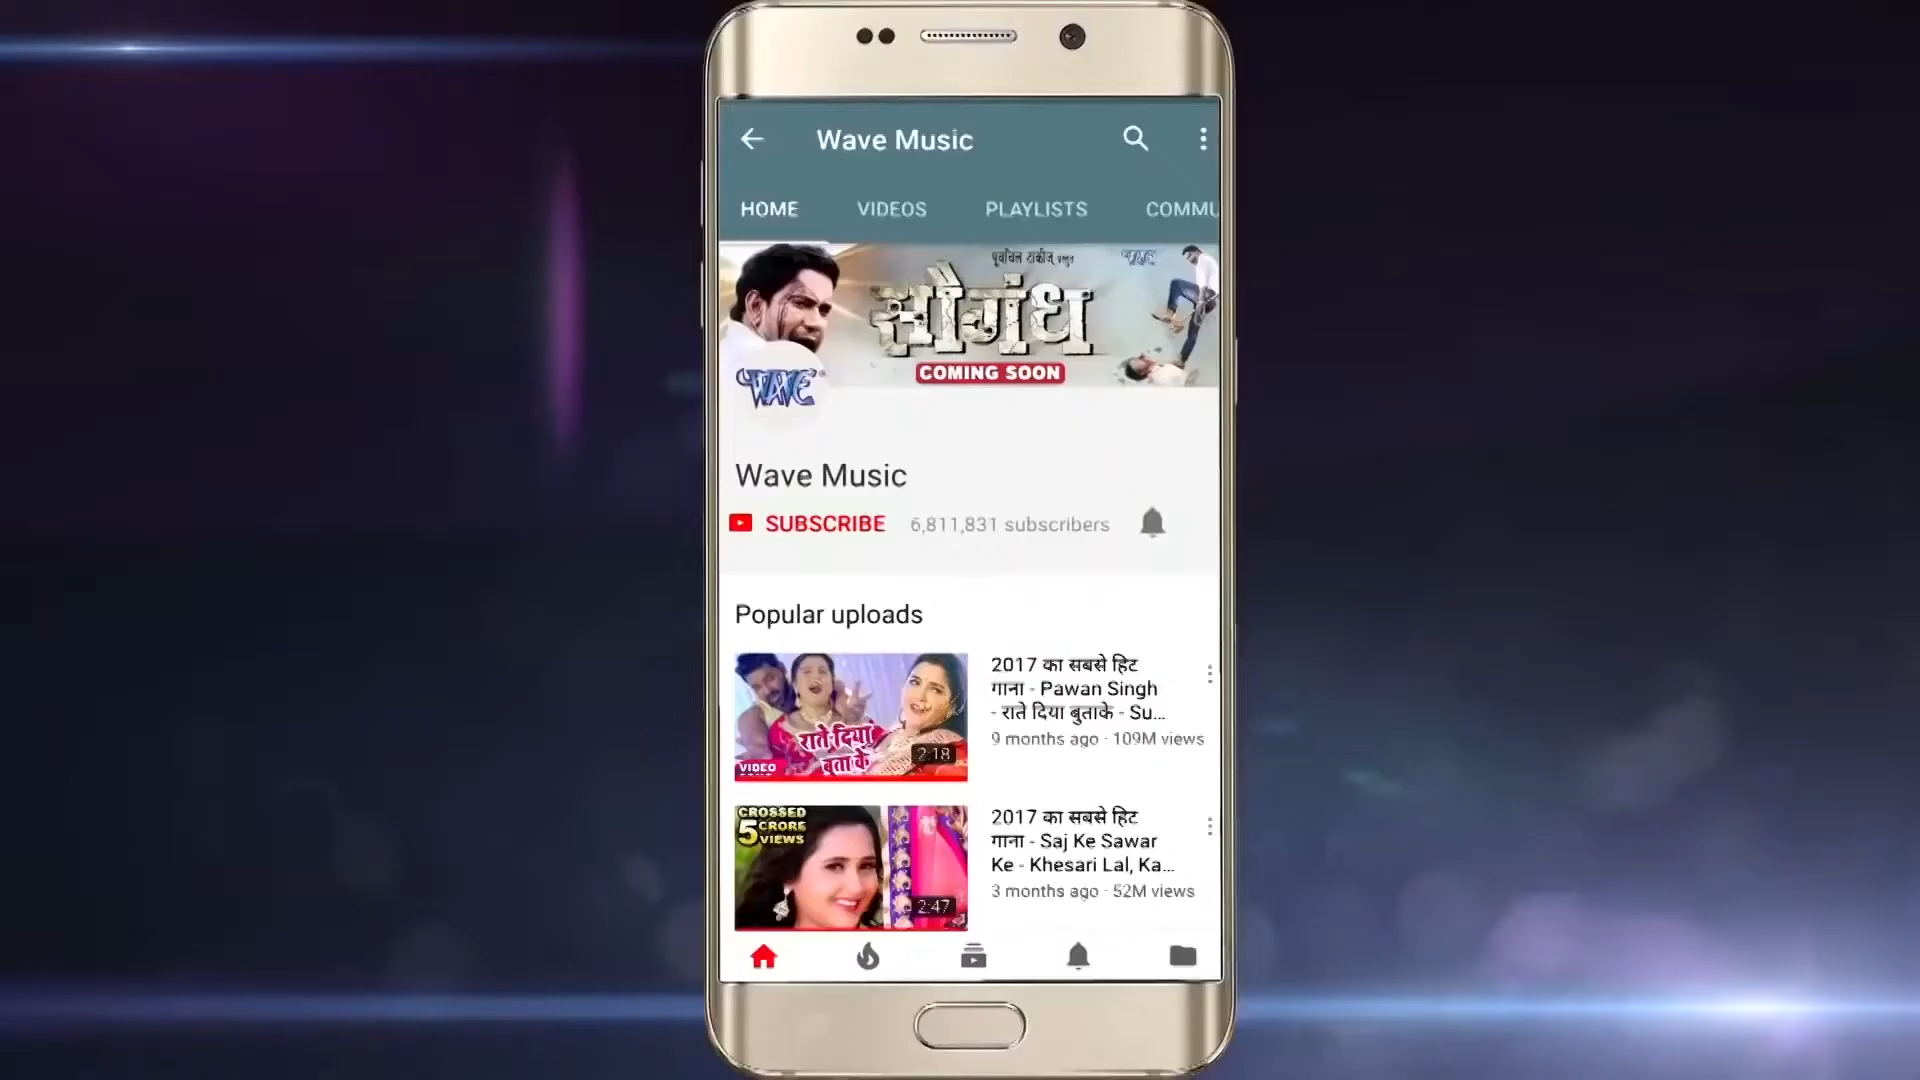 Wave Music
HOME VIDEOS PLAYLISTS COMMU
पूर्वांचल टाकीज् प्रस्तुत
WAVE
सौगंध
COMING SOON
WAVE
Wave Music
SUBSCRIBE 6,811,831 subscribers
Popular uploads
राते दिया
बुता के
VIDEO
2:18
2017 का सबसे हिट
गाना - Pawan Singh
- राते दिया बुताके - Su...
9 months ago · 109M views
CROSSED
5 CRORE
VIEWS
2:47
2017 का सबसे हिट
गाना - Saj Ke Sawar
Ke - Khesari Lal, Ka...
3 months ago · 52M views